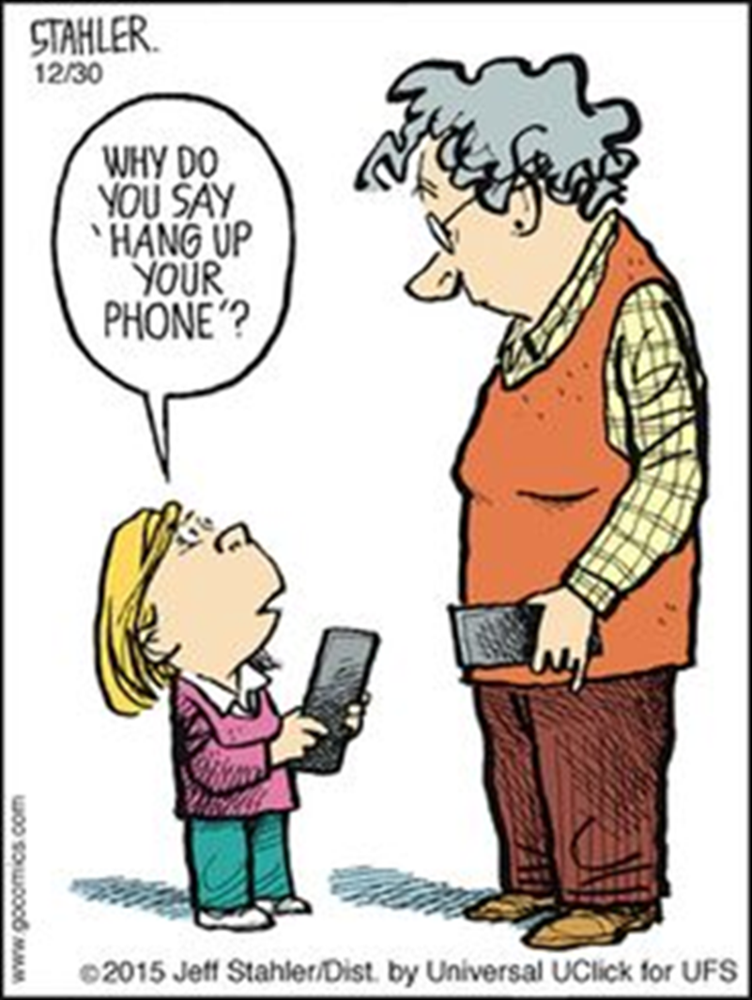 STAHLER.
12/30
WHY DO
YOU SAY
'HANG UP
YOUR
PHONE'?
www.gocomics.com
©2015 Jeff Stahler/Dist. by Universal UClick for UFS